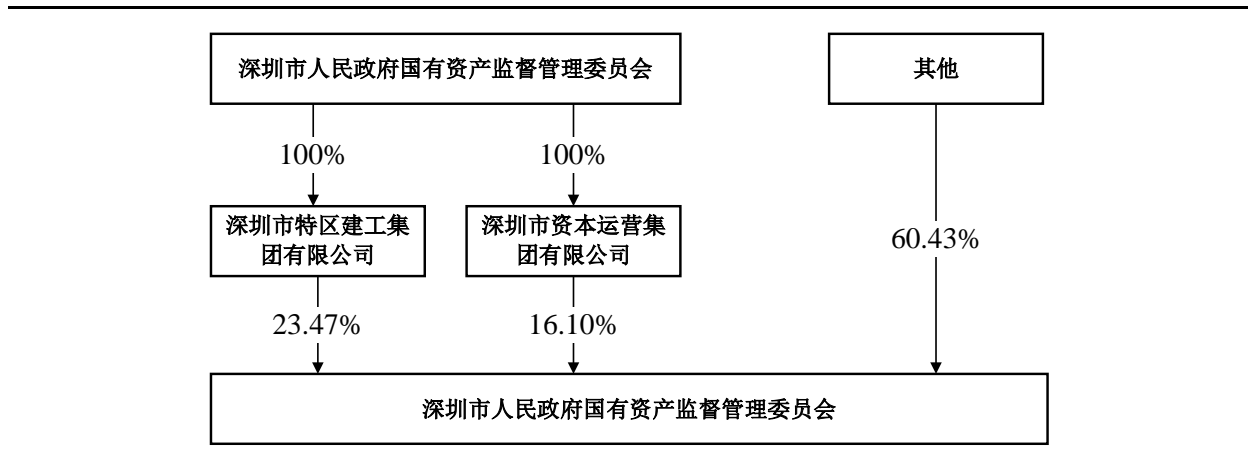 深圳市人民政府国有资产监督管理委员会
其他
100%
100%
深圳市特区建工集
团有限公司
深圳市资本运营集
团有限公司
60.43%
23.47%
16.10%
深圳市人民政府国有资产监督管理委员会